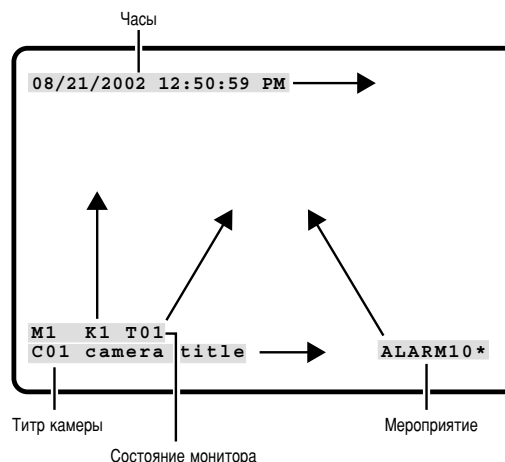 Часы
08/21/2002 12:50:59 PM
M1 K1 T01
C01 camera title
ALARM10*
Титр камеры
Мероприятие
Состояние монитора